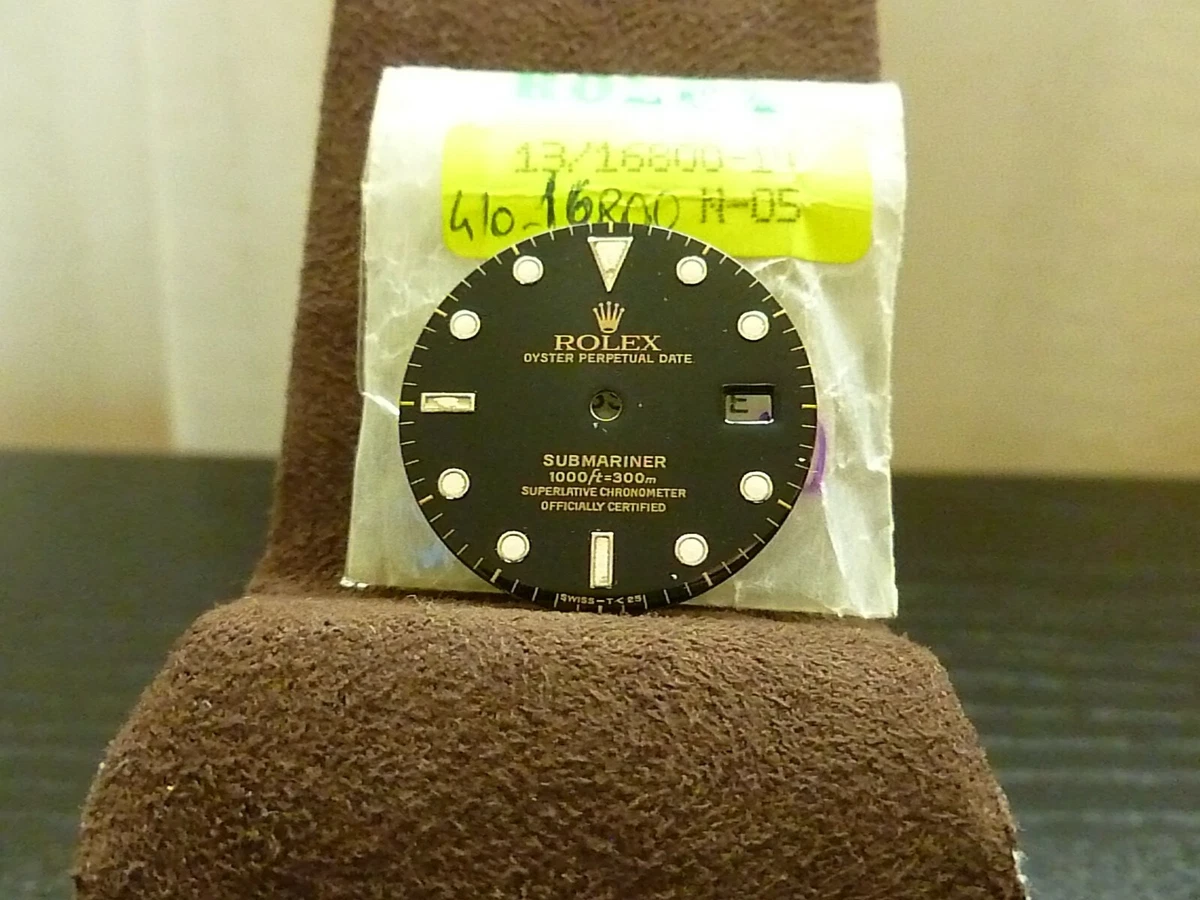 ROLEX
13/16800-1
410-16800 N-05
ROLEX
OYSTER PERPETUAL DATE
E
SUBMARINER
1000ft=300m
SUPERLATIVE CHRONOMETER
OFFICIALLY CERTIFIED
SWISS-T<25